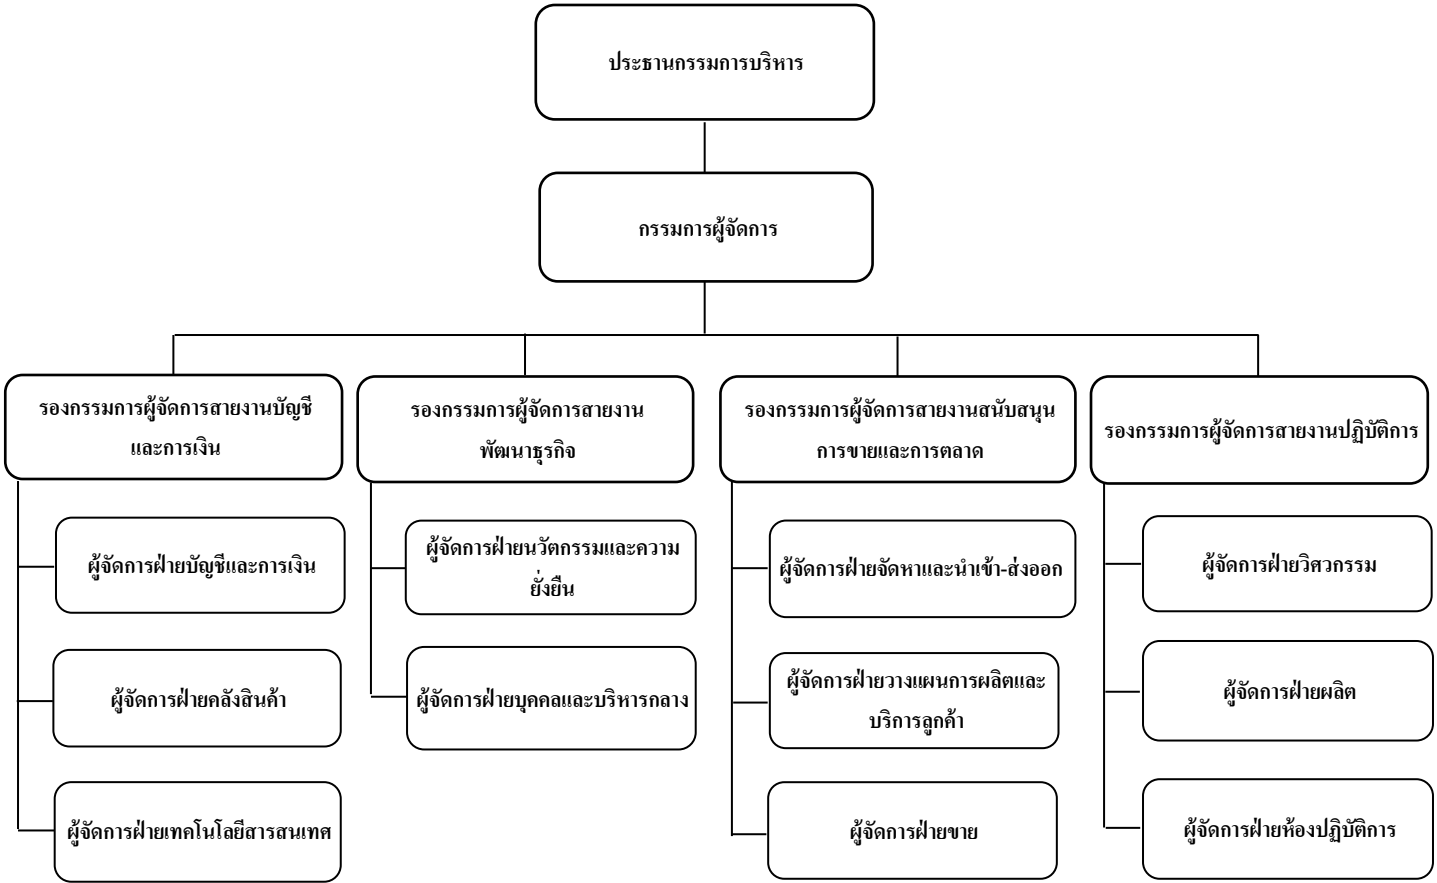 ประธานกรรมการบริหาร
กรรมการผู้จัดการ
รองกรรมการผู้จัดการสายงานบัญชี
และการเงิน
รองกรรมการผู้จัดการสายงาน
พัฒนาธุรกิจ
รองกรรมการผู้จัดการสายงานสนับสนุน
การขายและการตลาด
รองกรรมการผู้จัดการสายงานปฏิบัติการ
ผู้จัดการฝ่ายบัญชีและการเงิน
ผู้จัดการฝ่ายนวัตกรรมและความ
ยั่งยืน
ผู้จัดการฝ่ายจัดหาและนำเข้า-ส่งออก
ผู้จัดการฝ่ายวิศวกรรม
ผู้จัดการฝ่ายคลังสินค้า
ผู้จัดการฝ่ายบุคคลและบริหารกลาง
ผู้จัดการฝ่ายวางแผนการผลิตและ
บริการลูกค้า
ผู้จัดการฝ่ายผลิต
ผู้จัดการฝ่ายเทคโนโลยีสารสนเทศ
ผู้จัดการฝ่ายขาย
ผู้จัดการฝ่ายห้องปฏิบัติการ